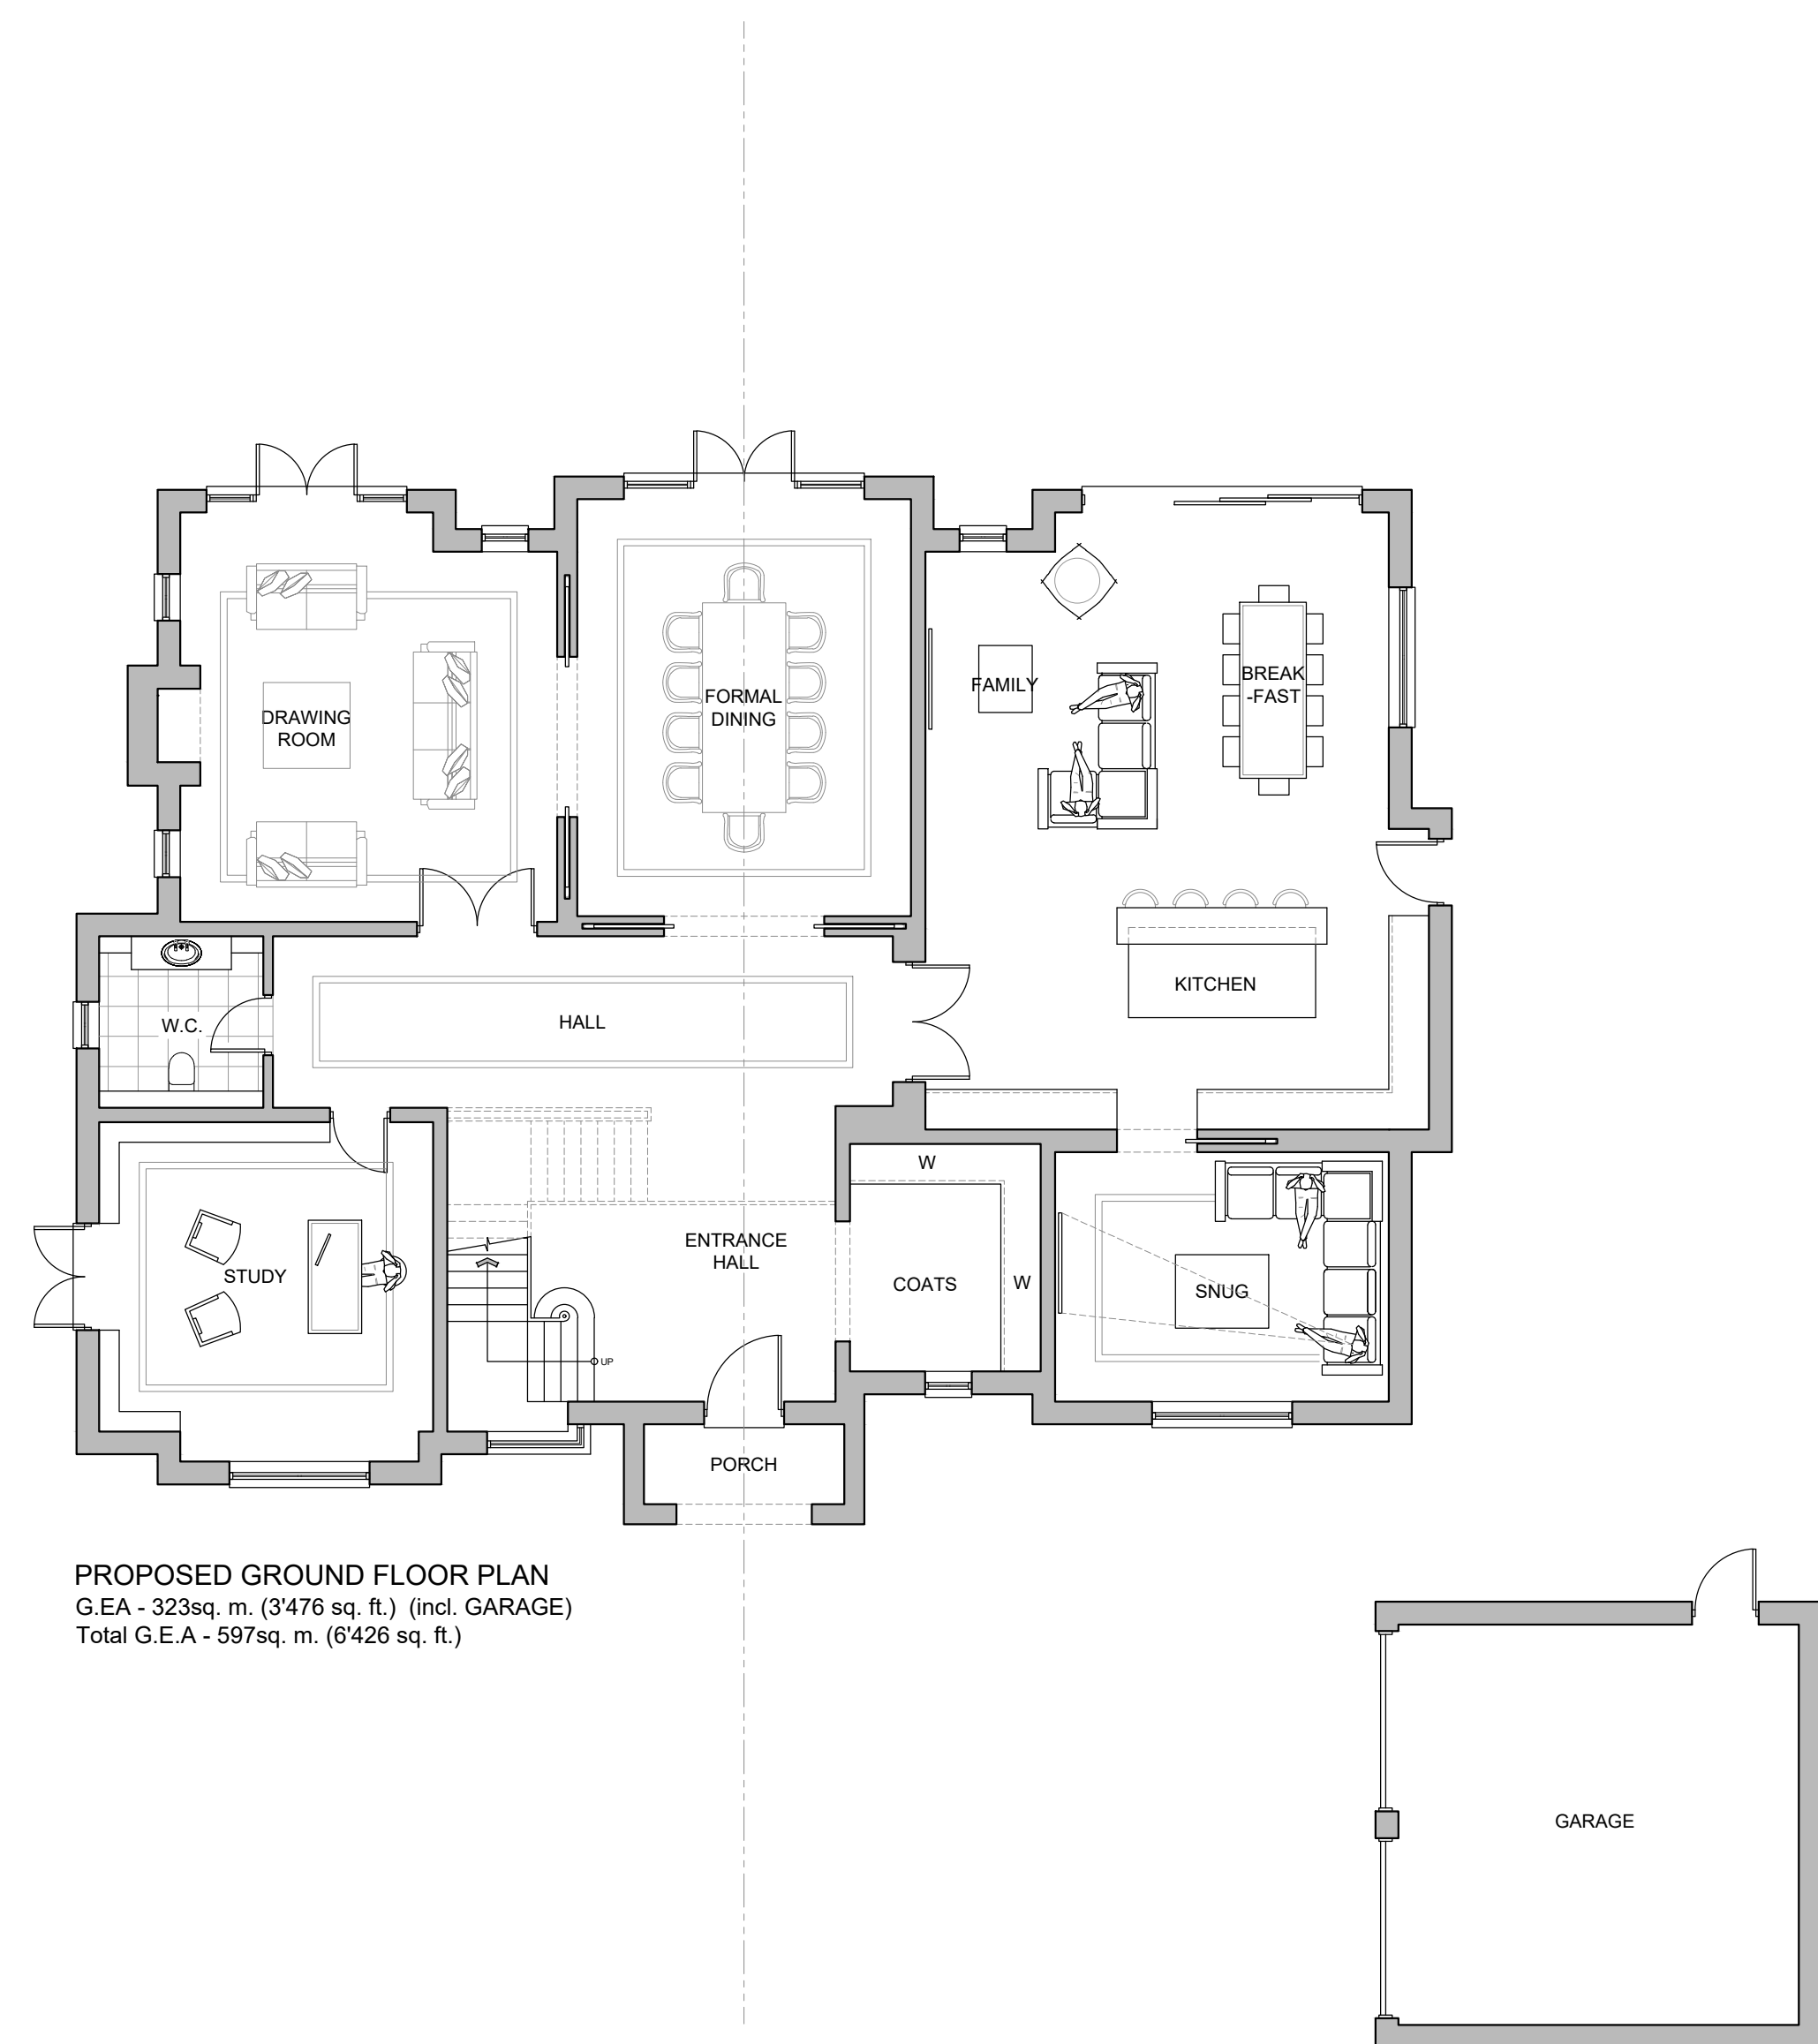 FORMAL
DINING
FAMILY
BREAK
-FAST
DRAWING
ROOM
KITCHEN
HALL
W.C.
W
ENTRANCE
HALL
STUDY
COATS
W
SNUG
UP
PORCH
PROPOSED GROUND FLOOR PLAN
G.EA - 323sq. m. (3'476 sq. ft.) (incl. GARAGE)
Total G.E.A - 597sq. m. (6'426 sq. ft.)
GARAGE